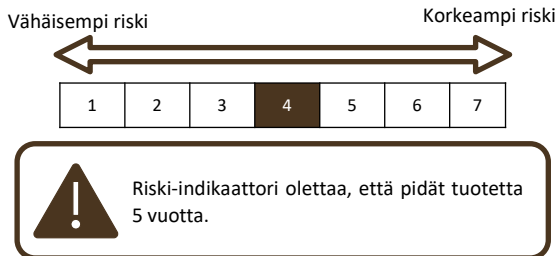 Vähäisempi riski
Korkeampi riski
1 2 3 4 5 6 7
Riski-indikaattori olettaa, että pidät tuotetta
5 vuotta.